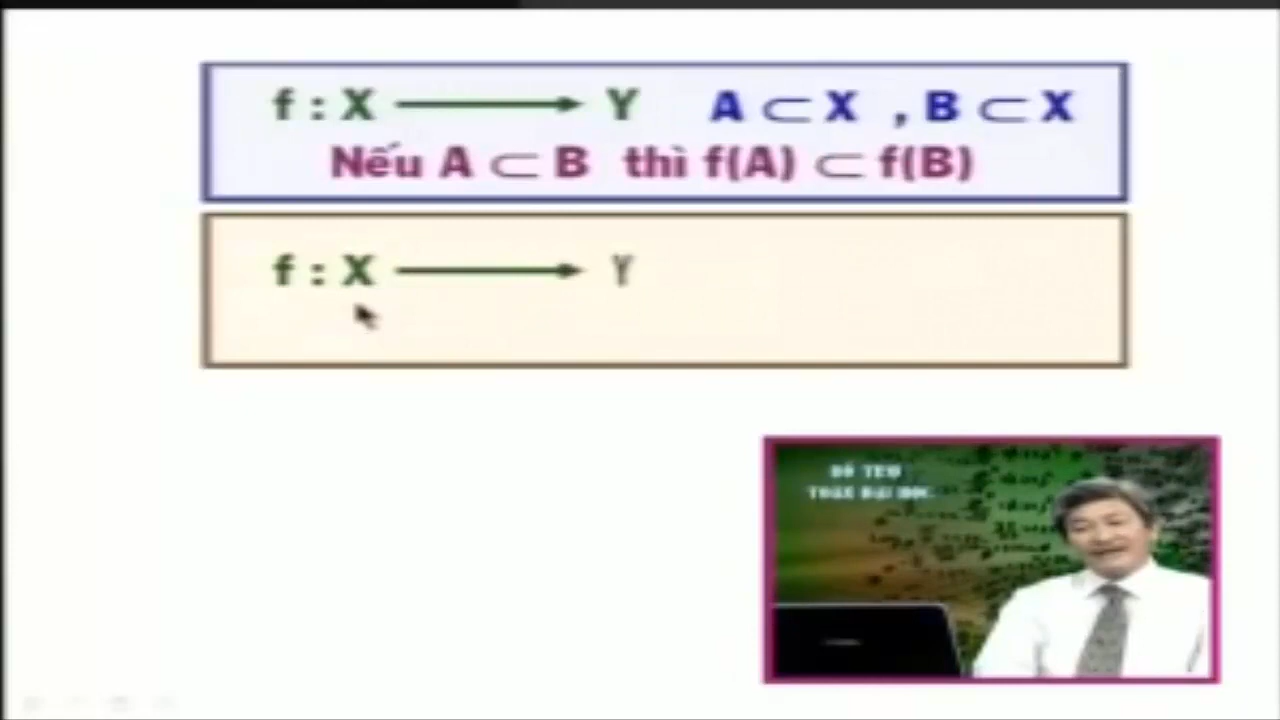 f : X ⟶ Y A ⊂ X , B ⊂ X
Nếu A ⊂ B thì f(A) ⊂ f(B)
f : X ⟶ Y